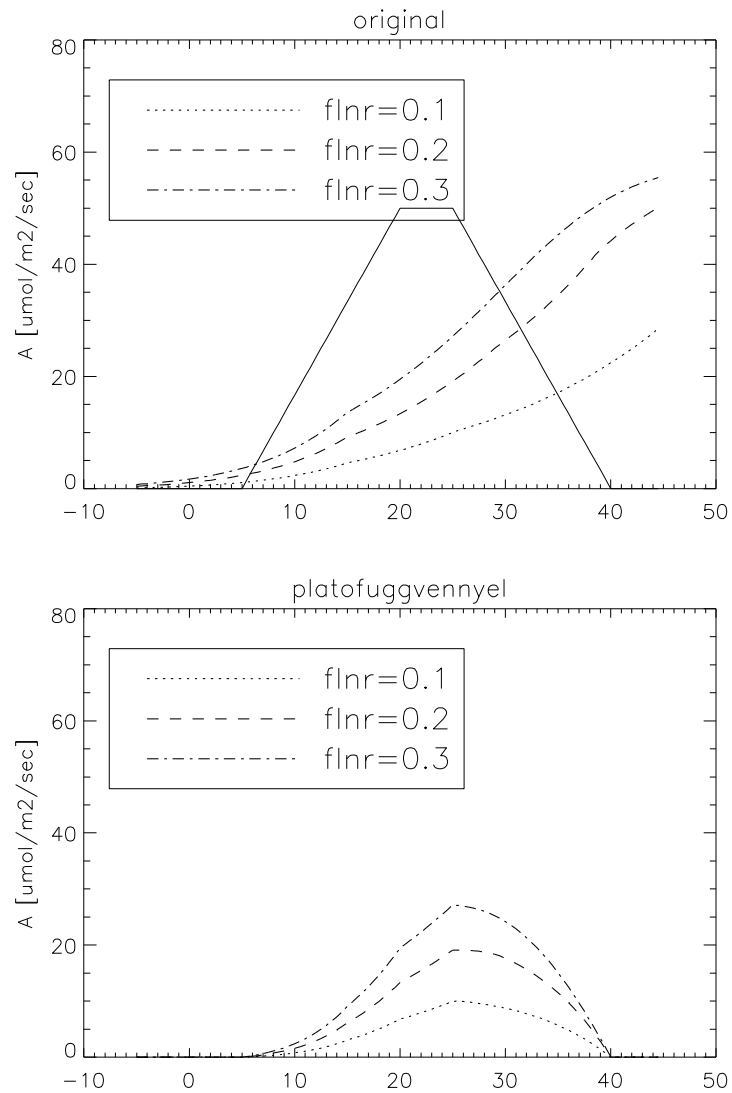 original
80
60
40
20
0
A [umol/m2/sec]
flnr=0.1
flnr=0.2
flnr=0.3
-10 0 10 20 30 40 50
platofuggvennyel
80
60
40
20
0
A [umol/m2/sec]
flnr=0.1
flnr=0.2
flnr=0.3
-10 0 10 20 30 40 50